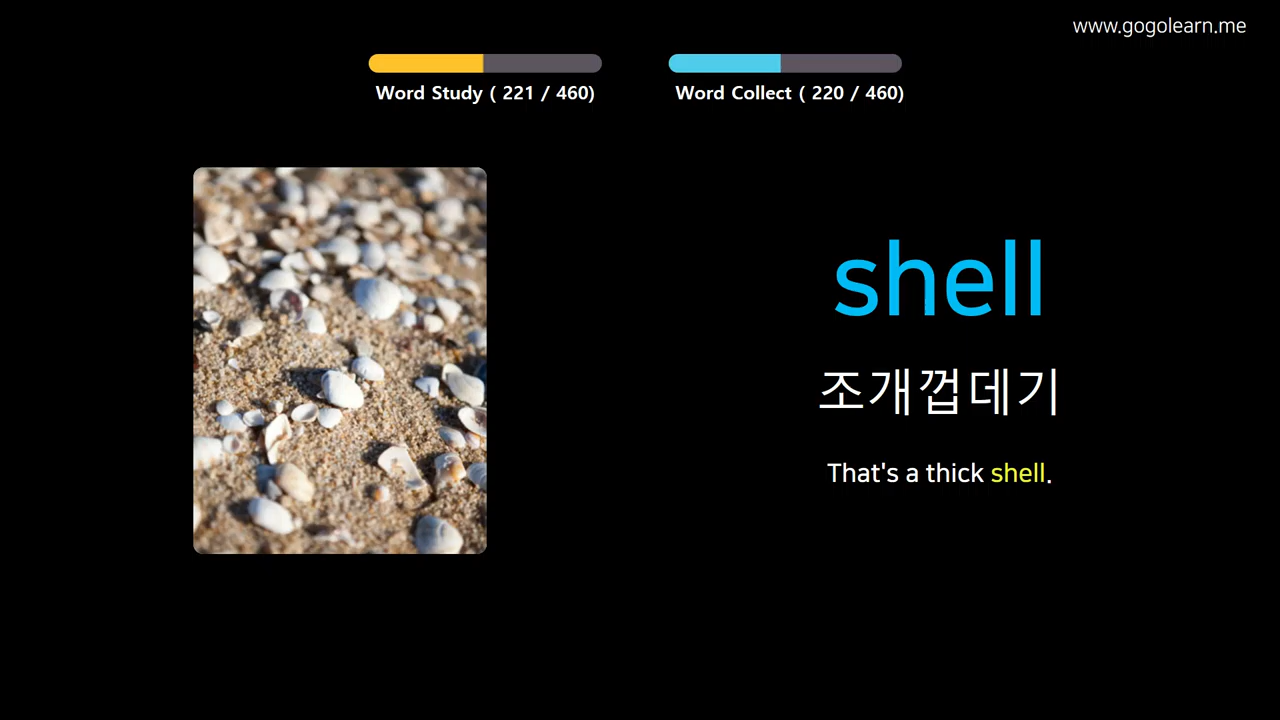 www.gogolearn.me
Word Study ( 221 / 460)
Word Collect ( 220 / 460)
shell
조개껍데기
That's a thick shell.